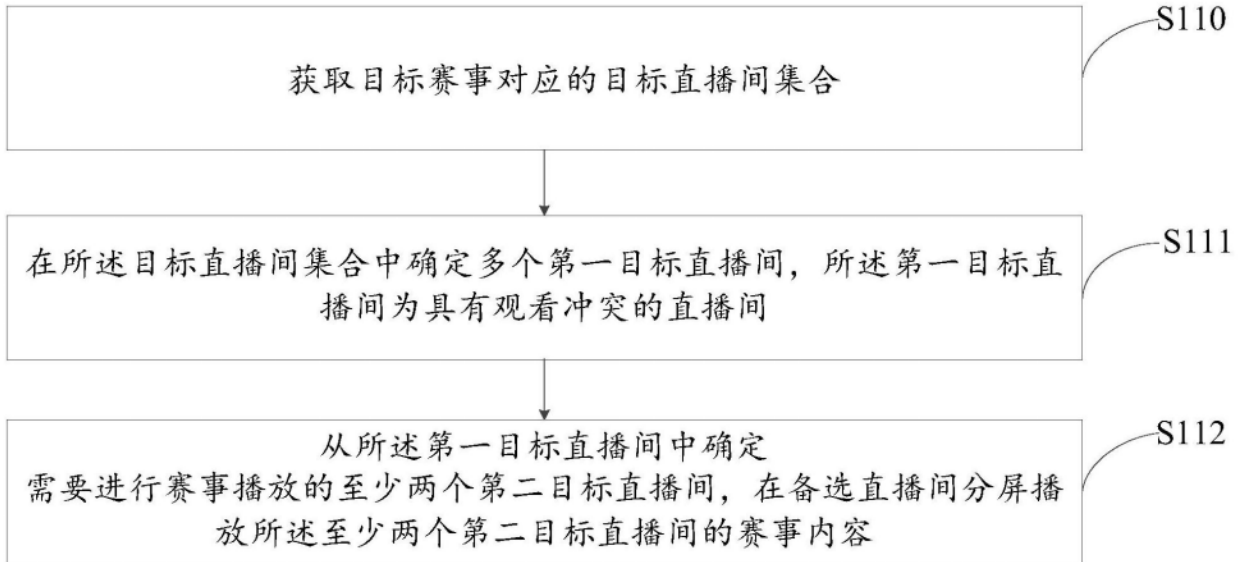 S110
获取目标赛事对应的目标直播间集合
S111
在所述目标直播间集合中确定多个第一目标直播间，所述第一目标直
播间为具有观看冲突的直播间
S112
从所述第一目标直播间中确定
需要进行赛事播放的至少两个第二目标直播间，在备选直播间分屏播
放所述至少两个第二目标直播间的赛事内容